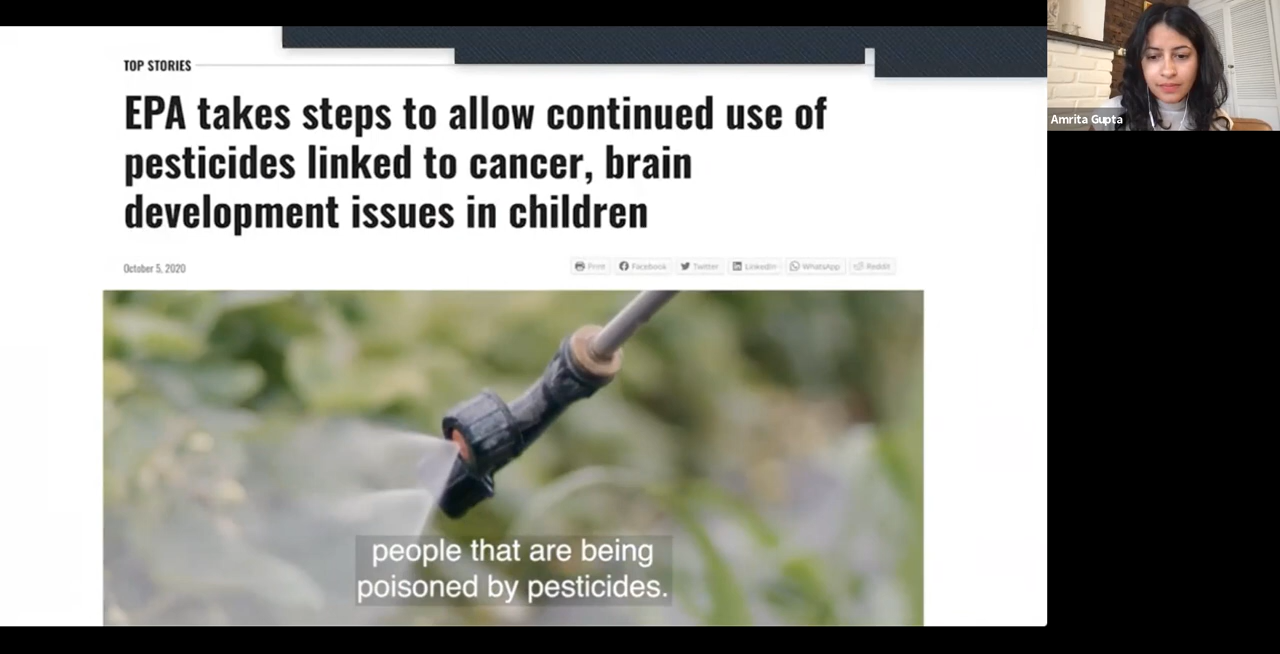 TOP STORIES
EPA takes steps to allow continued use of
pesticides linked to cancer, brain
development issues in children
October 5, 2020
Print Facebook Twitter LinkedIn WhatsApp Reddit
people that are being
poisoned by pesticides.
Amrita Gupta